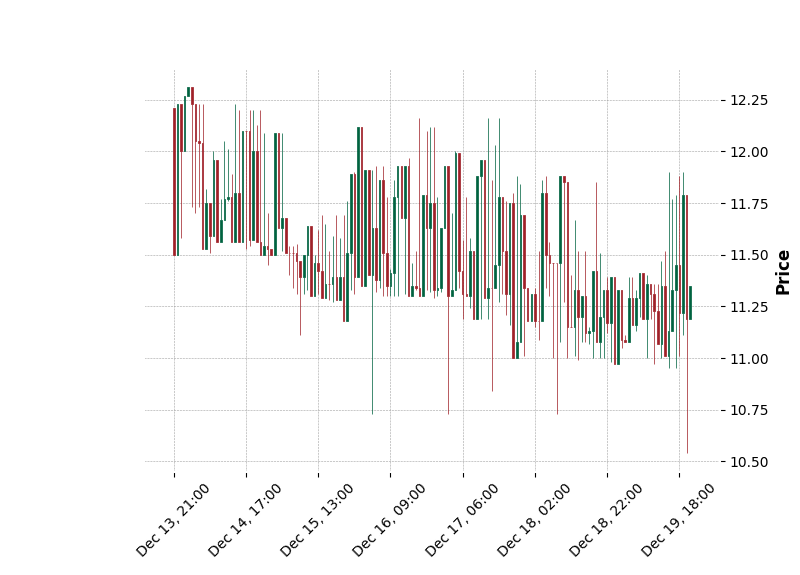 12.25
12.00
11.75
11.50
11.25
11.00
10.75
10.50
Price
Dec 13, 21:00
Dec 14, 17:00
Dec 15, 13:00
Dec 16, 09:00
Dec 17, 06:00
Dec 18, 02:00
Dec 18, 22:00
Dec 19, 18:00